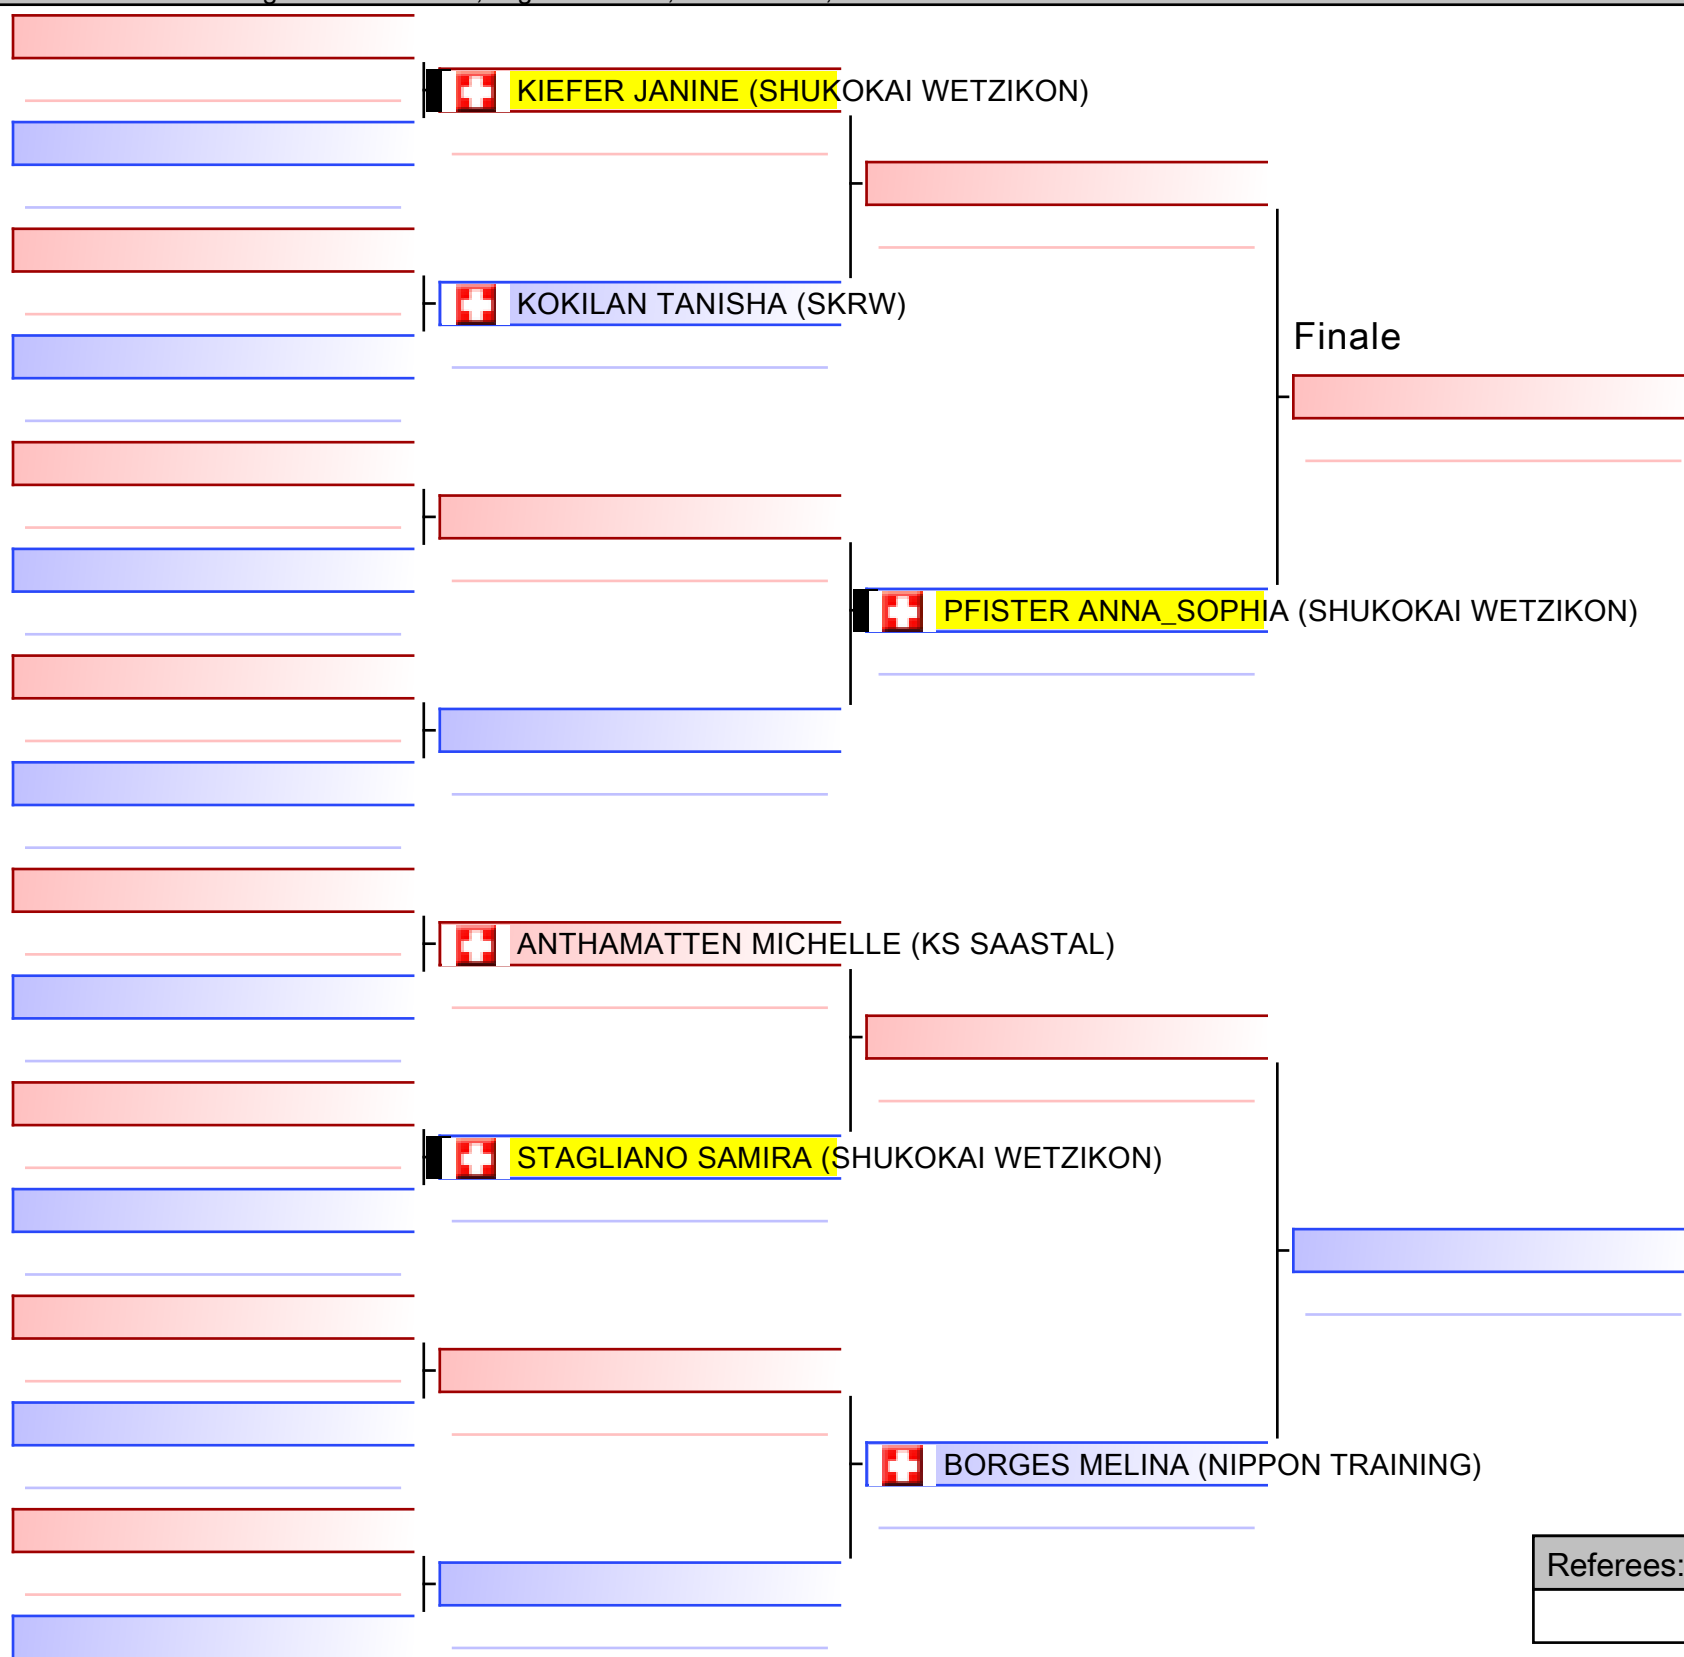 KIEFER JANINE (SHUKOKAI WETZIKON)
KOKILAN TANISHA (SKRW)
Finale
PFISTER ANNA_SOPHIA (SHUKOKAI WETZIKON)
ANTHAMATTEN MICHELLE (KS SAASTAL)
STAGLIANO SAMIRA (SHUKOKAI WETZIKON)
BORGES MELINA (NIPPON TRAINING)
Referees: